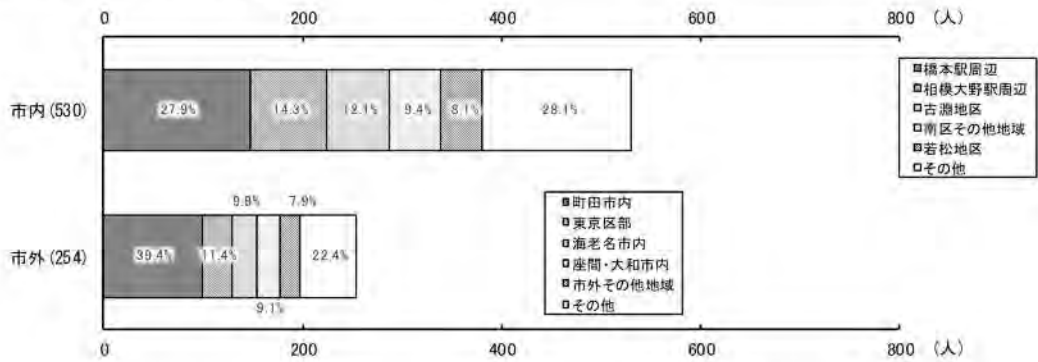 0 200 400 600 800 (人)
市内(530)
27.9% 14.3% 12.1% 9.4% 8.1% 28.1%
■橋本駅周辺
■相模大野駅周辺
□古淵地区
□南区その他地域
■若松地区
□その他
9.8% 7.9%
市外(254)
39.4% 11.4% 22.4%
9.1%
■町田市内
■東京区部
□海老名市内
□座間・大和市内
■市外その他地域
□その他
0 200 400 600 800 (人)